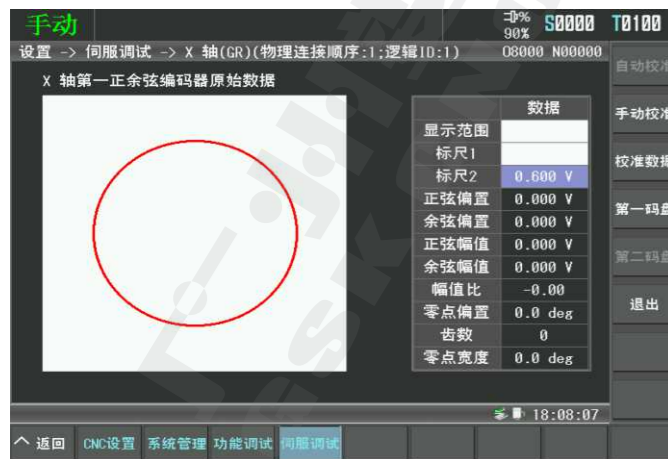 手动 90% S0000 T0100
设置 -> 伺服调试 -> X 轴(GR)(物理连接顺序:1;逻辑ID:1) O8000 N00000
X 轴第一正余弦编码器原始数据
数据
显示范围
标尺1
标尺2 0.600 V
正弦偏置 0.000 V
余弦偏置 0.000 V
正弦幅值 0.000 V
余弦幅值 0.000 V
幅值比 -0.00
零点偏置 0.0 deg
齿数 0
零点宽度 0.0 deg
自动校准
手动校准
校准数据
第一码盘
第二码盘
退出
18:08:07
返回 CNC设置 系统管理 功能调试 伺服调试